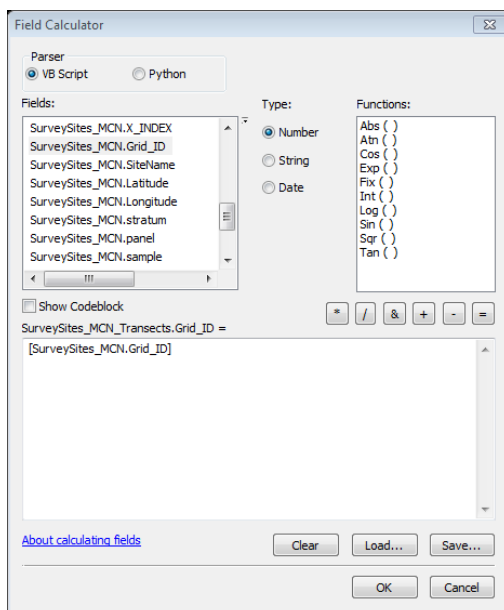 Field Calculator
Parser
VB Script Python
Fields: Type: Functions:
SurveySites_MCN.X_INDEX
SurveySites_MCN.Grid_ID
SurveySites_MCN.SiteName
SurveySites_MCN.Latitude
SurveySites_MCN.Longitude
SurveySites_MCN.stratum
SurveySites_MCN.panel
SurveySites_MCN.sample
Number
String
Date
Abs ( )
Atn ( )
Cos ( )
Exp ( )
Fix ( )
Int ( )
Log ( )
Sin ( )
Sqr ( )
Tan ( )
Show Codeblock
* / & + - =
SurveySites_MCN_Transects.Grid_ID =
[SurveySites_MCN.Grid_ID]
About calculating fields Clear Load... Save...
OK Cancel